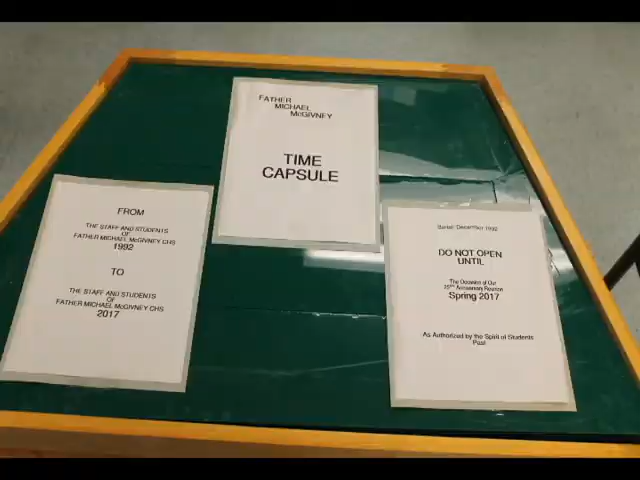 FATHER
MICHAEL
McGIVNEY
TIME
CAPSULE
FROM
THE STAFF AND STUDENTS
OF
FATHER MICHAEL McGIVNEY CHS
1992
TO
THE STAFF AND STUDENTS
OF
FATHER MICHAEL McGIVNEY CHS
2017
December 1992
DO NOT OPEN
UNTIL
The Occasion of Our
25th Anniversary Reunion
Spring 2017
As Authorized by the Spirit of Students
Past